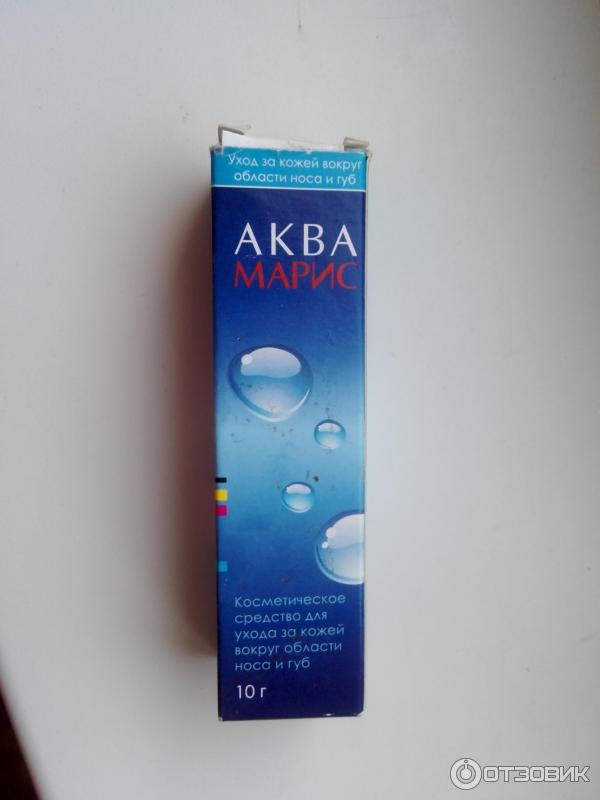 Уход за кожей вокруг
области носа и губ
АКВА
МАРИС
Косметическое
средство для
ухода за кожей
вокруг области
носа и губ
10 г
ОТЗОВИК